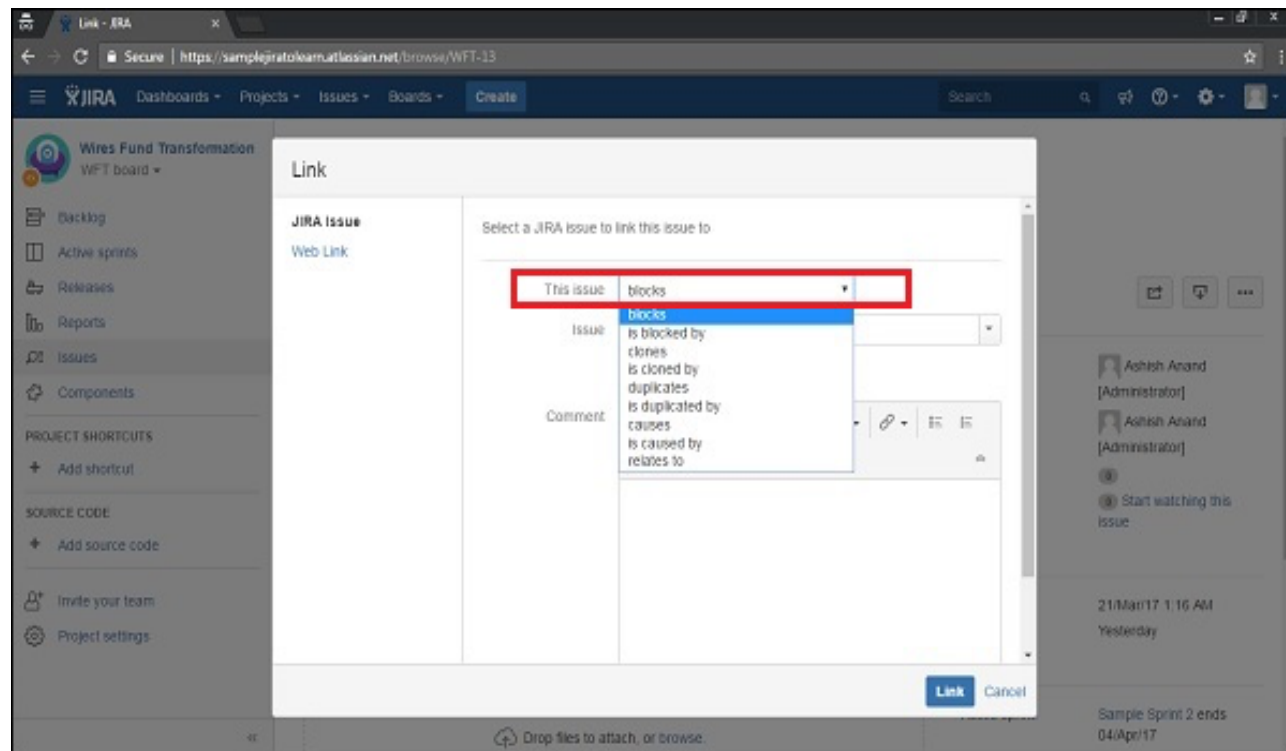 Link - JIRA
Secure | https://samplejiratolearn.atlassian.net/browse/WFT-13
JIRA Dashboards Projects Issues Boards Create Search
Wires Fund Transformation
WFT board
Backlog
Active sprints
Releases
Reports
Issues
Components
PROJECT SHORTCUTS
Add shortcut
SOURCE CODE
Add source code
Invite your team
Project settings
Link
JIRA Issue
Web Link
Select a JIRA issue to link this issue to
This issue blocks
blocks
Issue
is blocked by
clones
is cloned by
duplicates
is duplicated by
Comment
causes
is caused by
relates to
Link Cancel
Drop files to attach, or browse.
Ashish Anand
[Administrator]
Ashish Anand
[Administrator]
0
0 Start watching this
issue
21/Mar/17 1:16 AM
Yesterday
Sample Sprint 2 ends
04/Apr/17